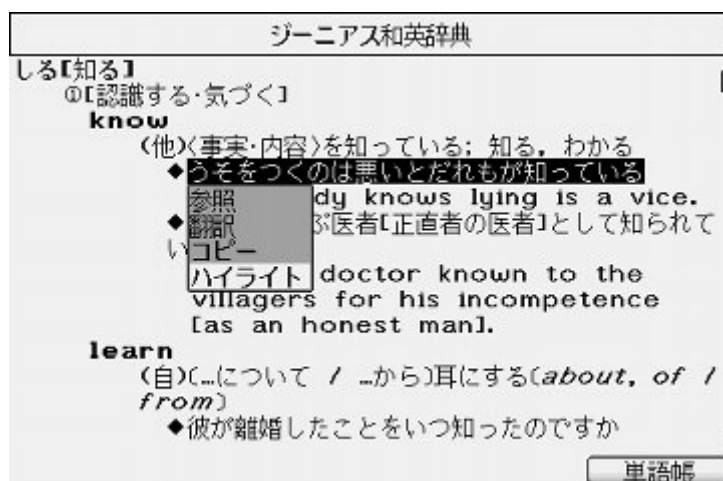 ジーニアス和英辞典
しる【知る】
①【認識する・気づく】
know
(他)〈事実・内容〉を知っている; 知る, わかる
◆うそをつくのは悪いとだれもが知っている
参照 dy knows lying is a vice.
◆翻訳 ぶ医者【正直者の医者】として知られて
い コピー
ハイライト doctor known to the
villagers for his incompetence
[as an honest man].
learn
(自)〔…について / …から〕耳にする〔about, of / from〕
◆彼が離婚したことをいつ知ったのですか
単語帳